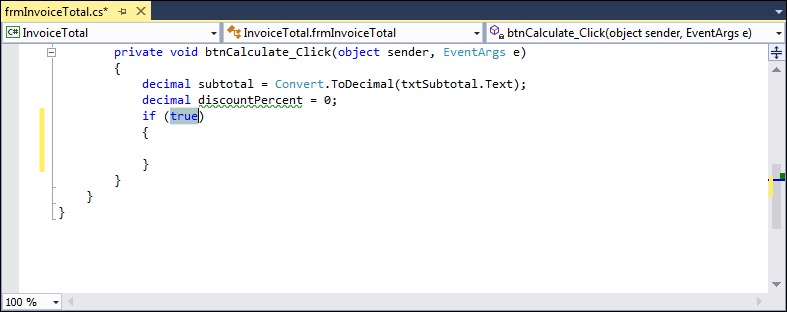 frmInvoiceTotal.cs*
C# InvoiceTotal InvoiceTotal.frmInvoiceTotal btnCalculate_Click(object sender, EventArgs e)
private void btnCalculate_Click(object sender, EventArgs e)
{
decimal subtotal = Convert.ToDecimal(txtSubtotal.Text);
decimal discountPercent = 0;
if (true)
{
}
}
}
}
100 %